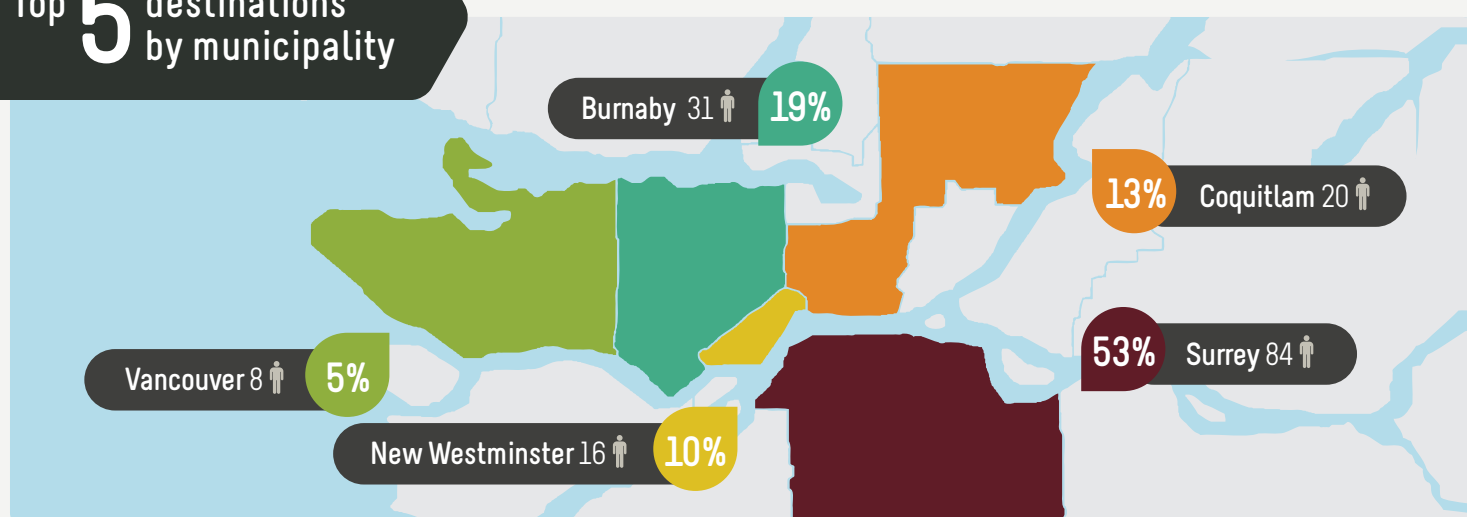 Top 5 destinations
by municipality
Burnaby 31 19%
13% Coquitlam 20
53% Surrey 84
Vancouver 8 5%
New Westminster 16 10%